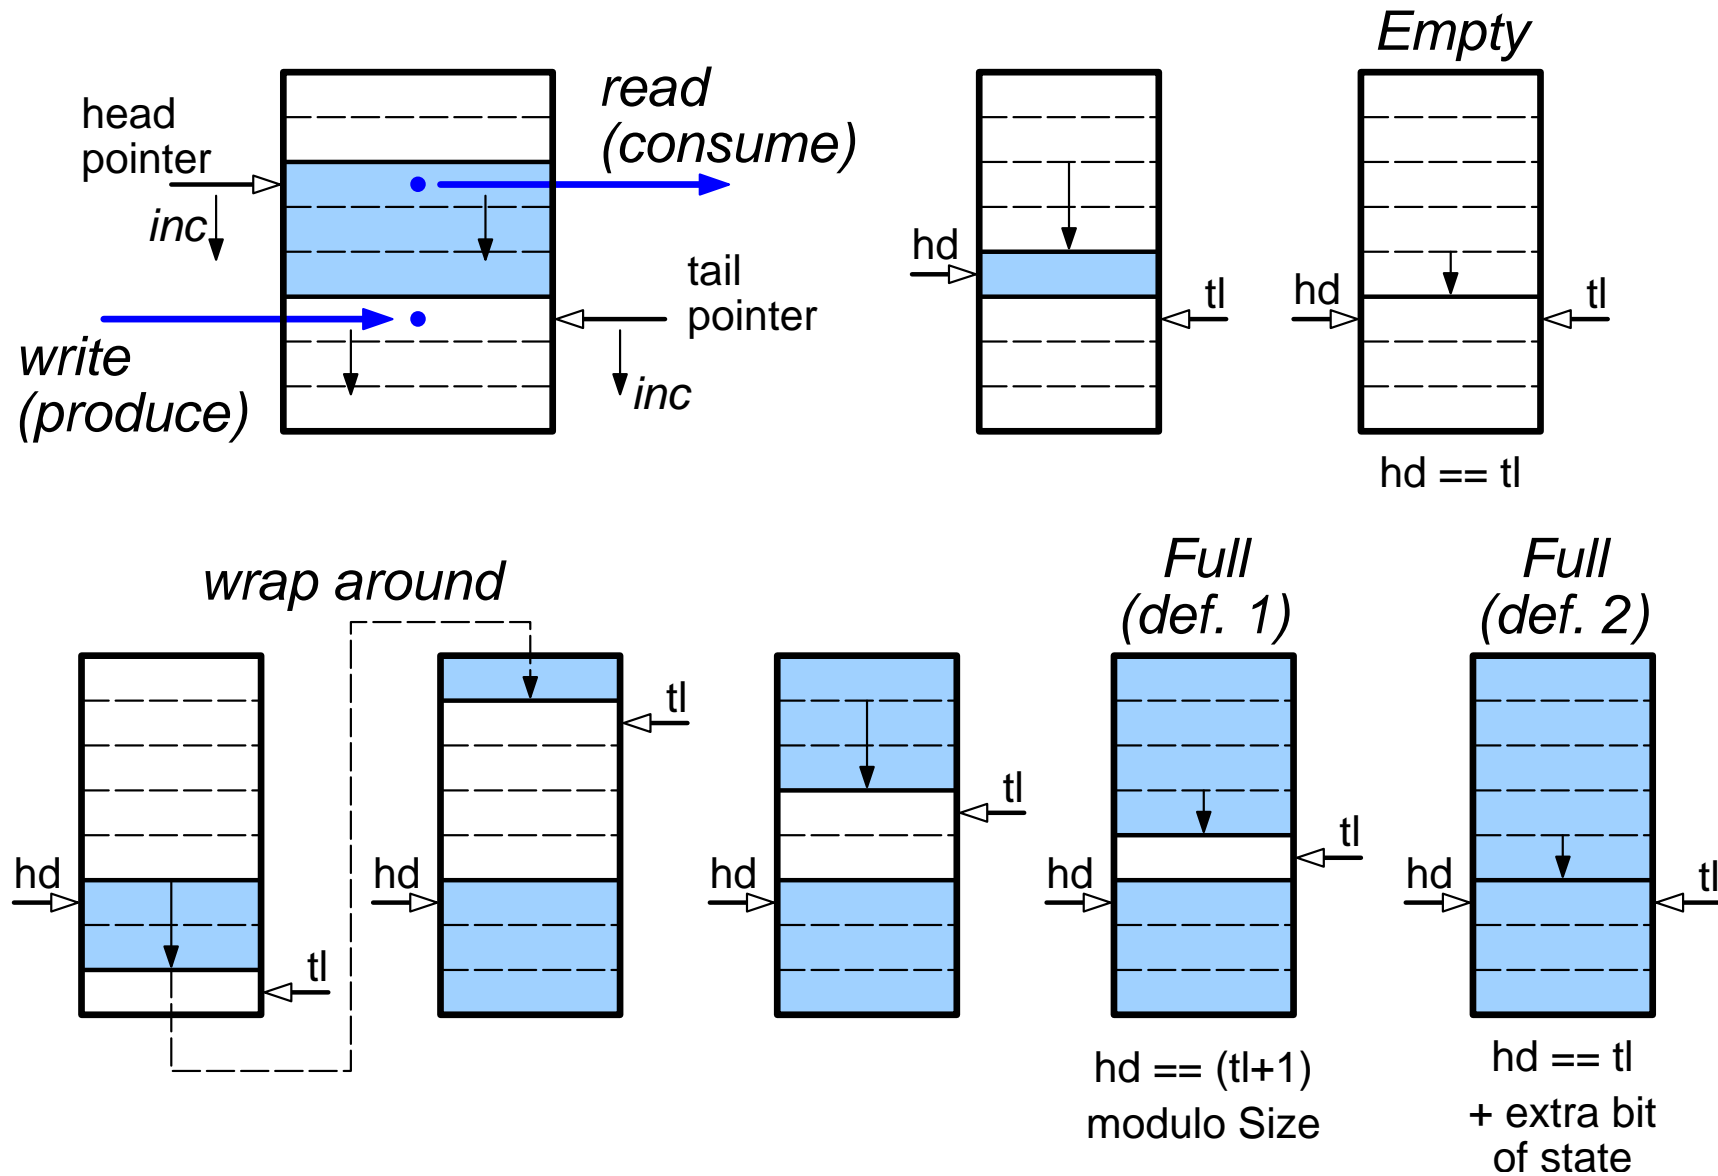 head
pointer
inc
read
(consume)
write
(produce)
tail
pointer
inc
hd
tl
Empty
hd
tl
hd == tl
wrap around
hd
tl
hd
tl
hd
tl
Full
(def. 1)
hd
tl
hd == (tl+1)
modulo Size
Full
(def. 2)
hd
tl
hd == tl
+ extra bit
of state